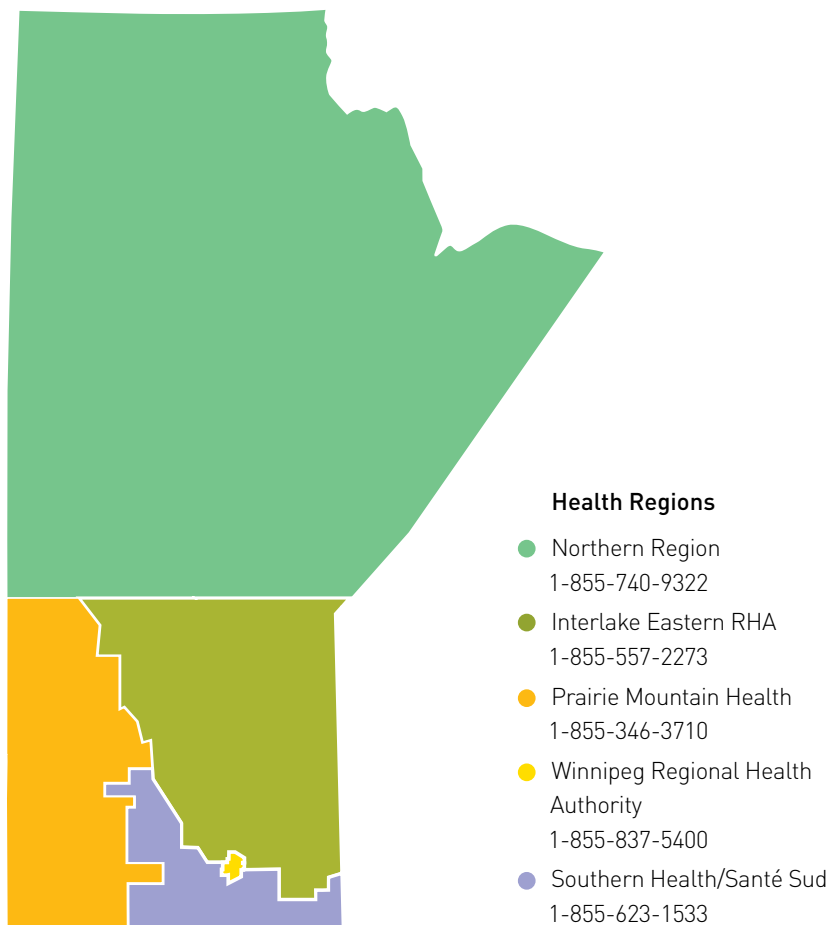 Health Regions
Northern Region
1-855-740-9322
Interlake Eastern RHA
1-855-557-2273
Prairie Mountain Health
1-855-346-3710
Winnipeg Regional Health
Authority
1-855-837-5400
Southern Health/Santé Sud
1-855-623-1533